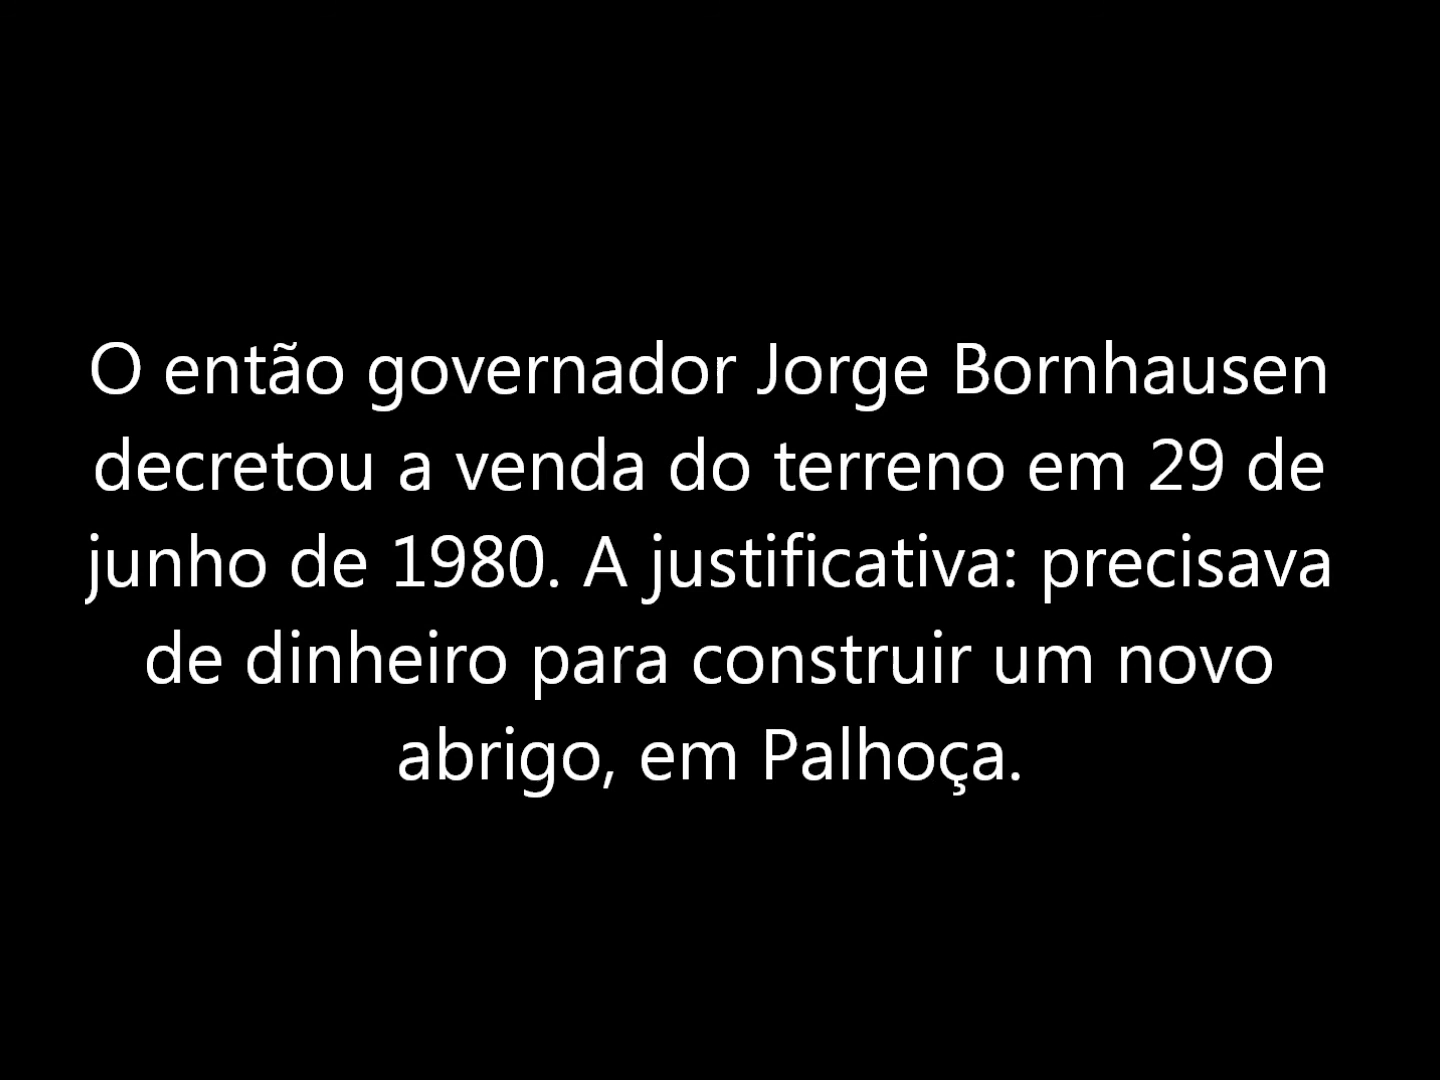 O então governador Jorge Bornhausen
decretou a venda do terreno em 29 de
junho de 1980. A justificativa: precisava
de dinheiro para construir um novo
abrigo, em Palhoça.